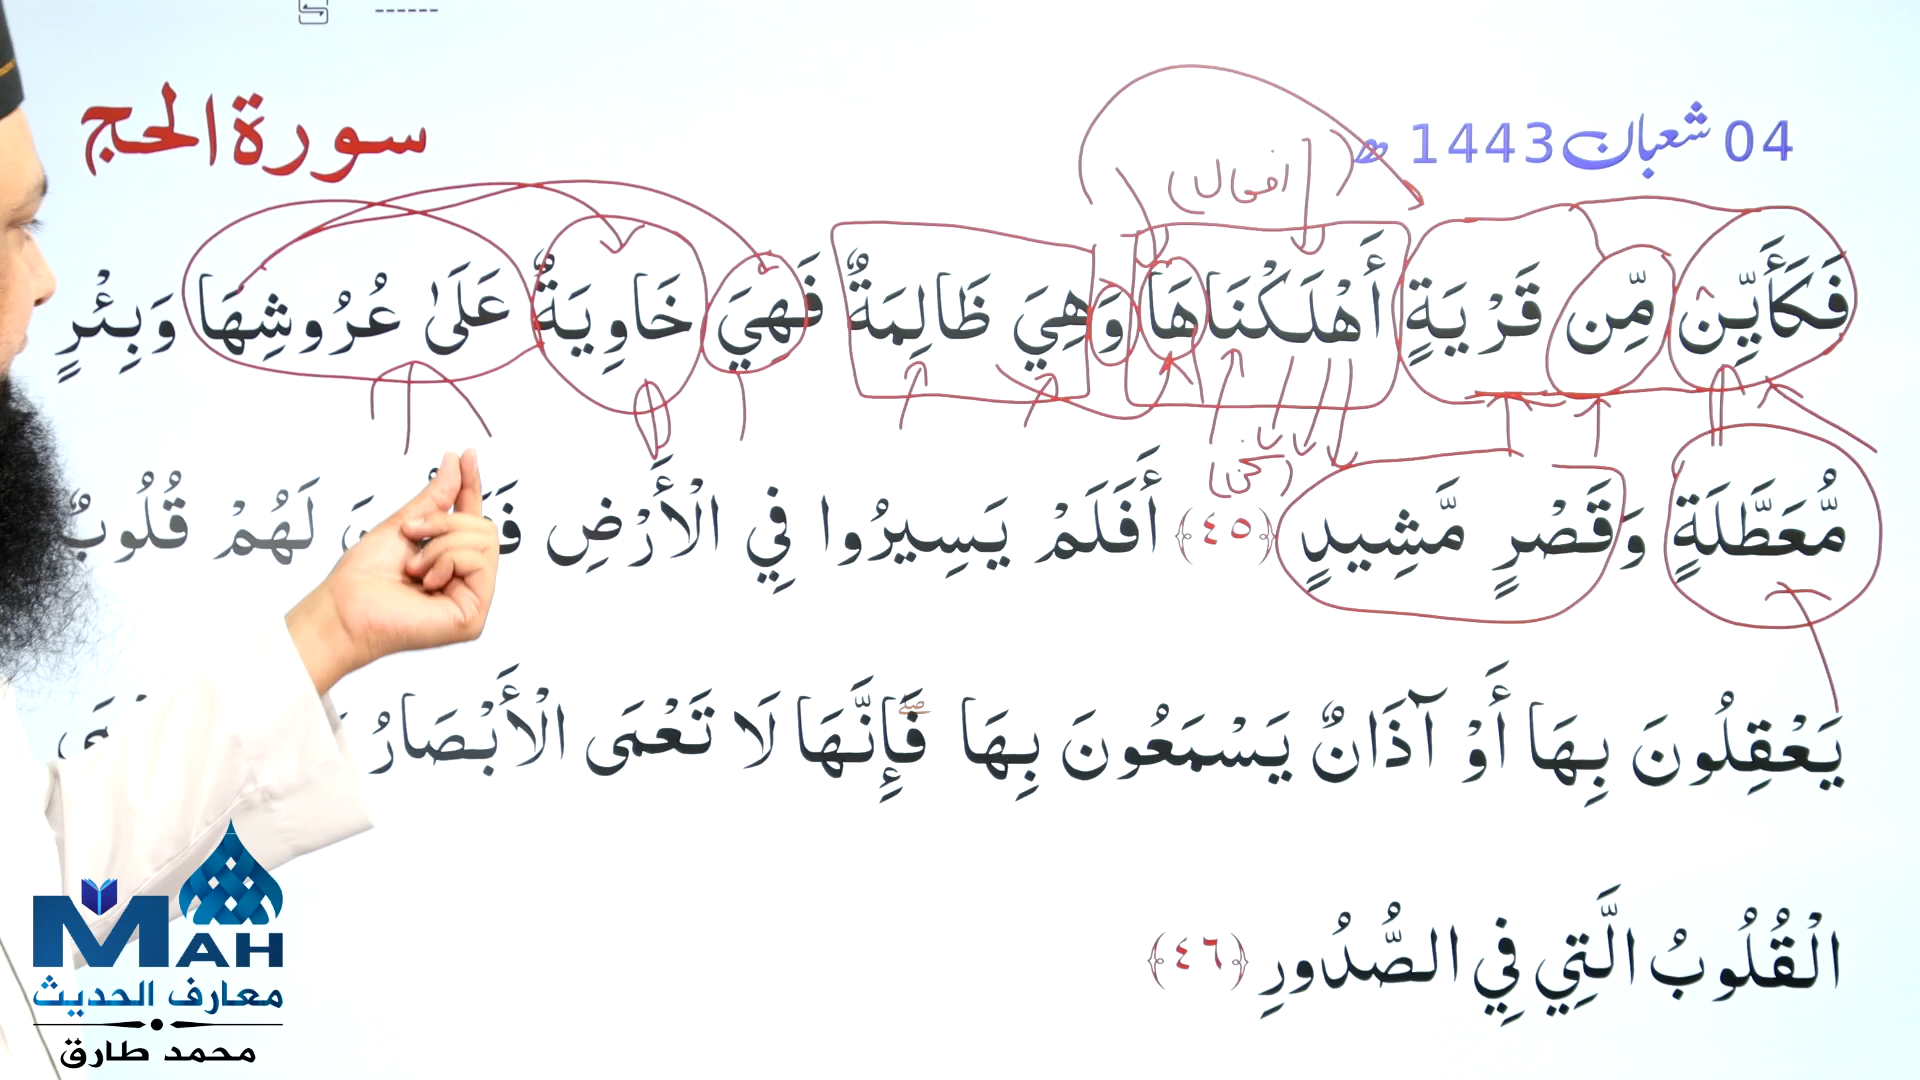 سورة الحج
04 شعبان 1443 ھ
(افعال)
فَكَأَيِّن مِّن قَرْيَةٍ أَهْلَكْنَاهَا وَهِيَ ظَالِمَةٌ فَهِيَ خَاوِيَةٌ عَلَىٰ عُرُوشِهَا وَبِئْرٍ
مُّعَطَّلَةٍ وَقَصْرٍ مَّشِيدٍ ﴿٤٥﴾ أَفَلَمْ يَسِيرُوا فِي الْأَرْضِ لَهُمْ قُلُوبٌ
يَعْقِلُونَ بِهَا أَوْ آذَانٌ يَسْمَعُونَ بِهَا ۖ فَإِنَّهَا لَا تَعْمَى الْأَبْصَارُ
الْقُلُوبُ الَّتِي فِي الصُّدُورِ ﴿٤٦﴾
MAH
معارف الحديث
محمد طارق